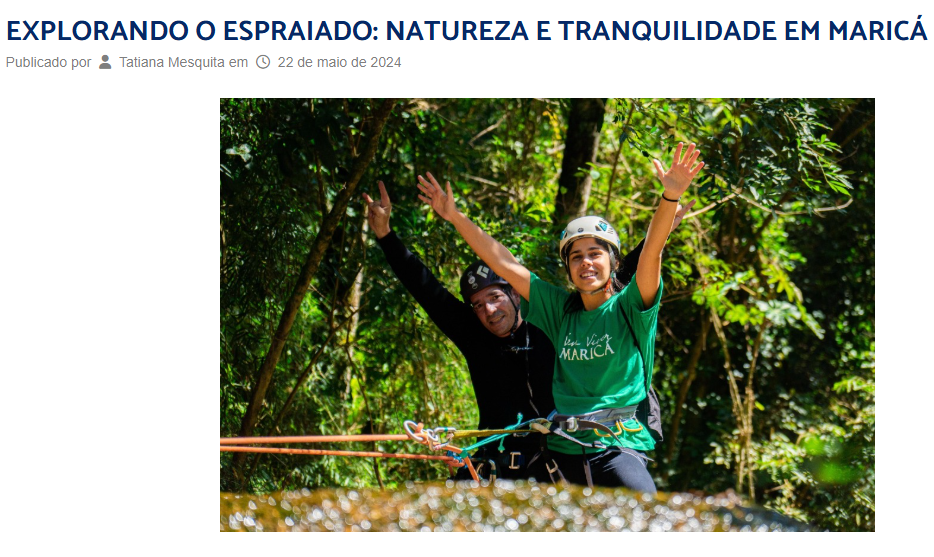 EXPLORANDO O ESPRAIADO: NATUREZA E TRANQUILIDADE EM MARICÁ
Publicado por Tatiana Mesquita em 22 de maio de 2024
MARICÁ